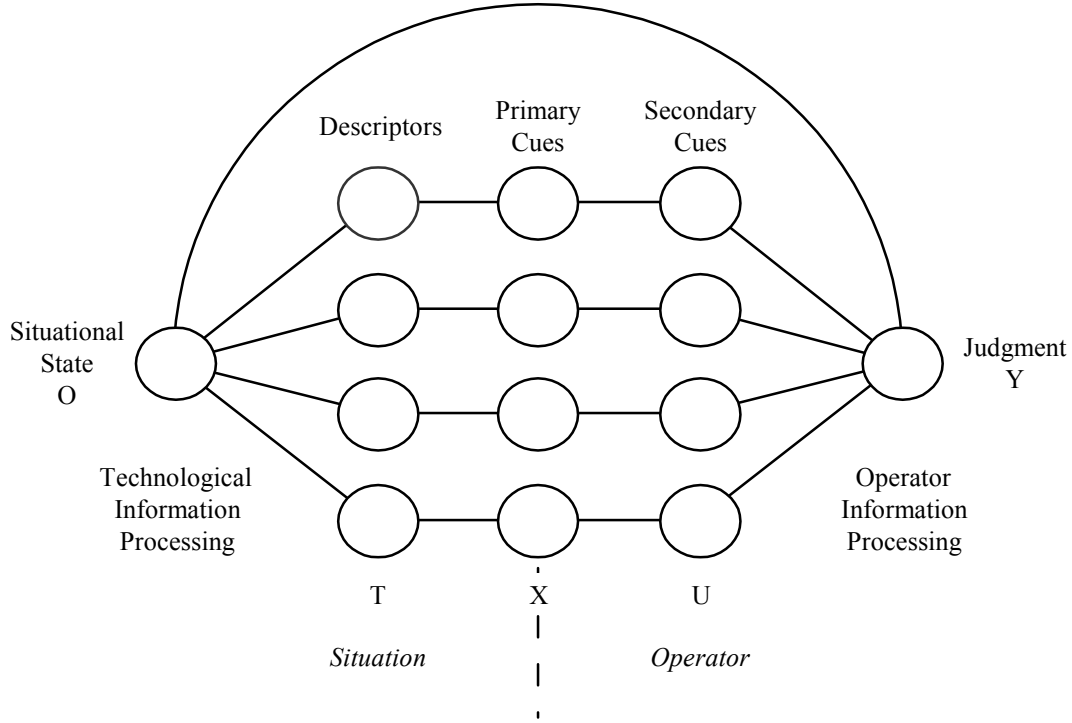 Descriptors
Primary
Cues
Secondary
Cues
Situational
State
O
Judgment
Y
Technological
Information
Processing
Operator
Information
Processing
T
X
U
Situation
Operator